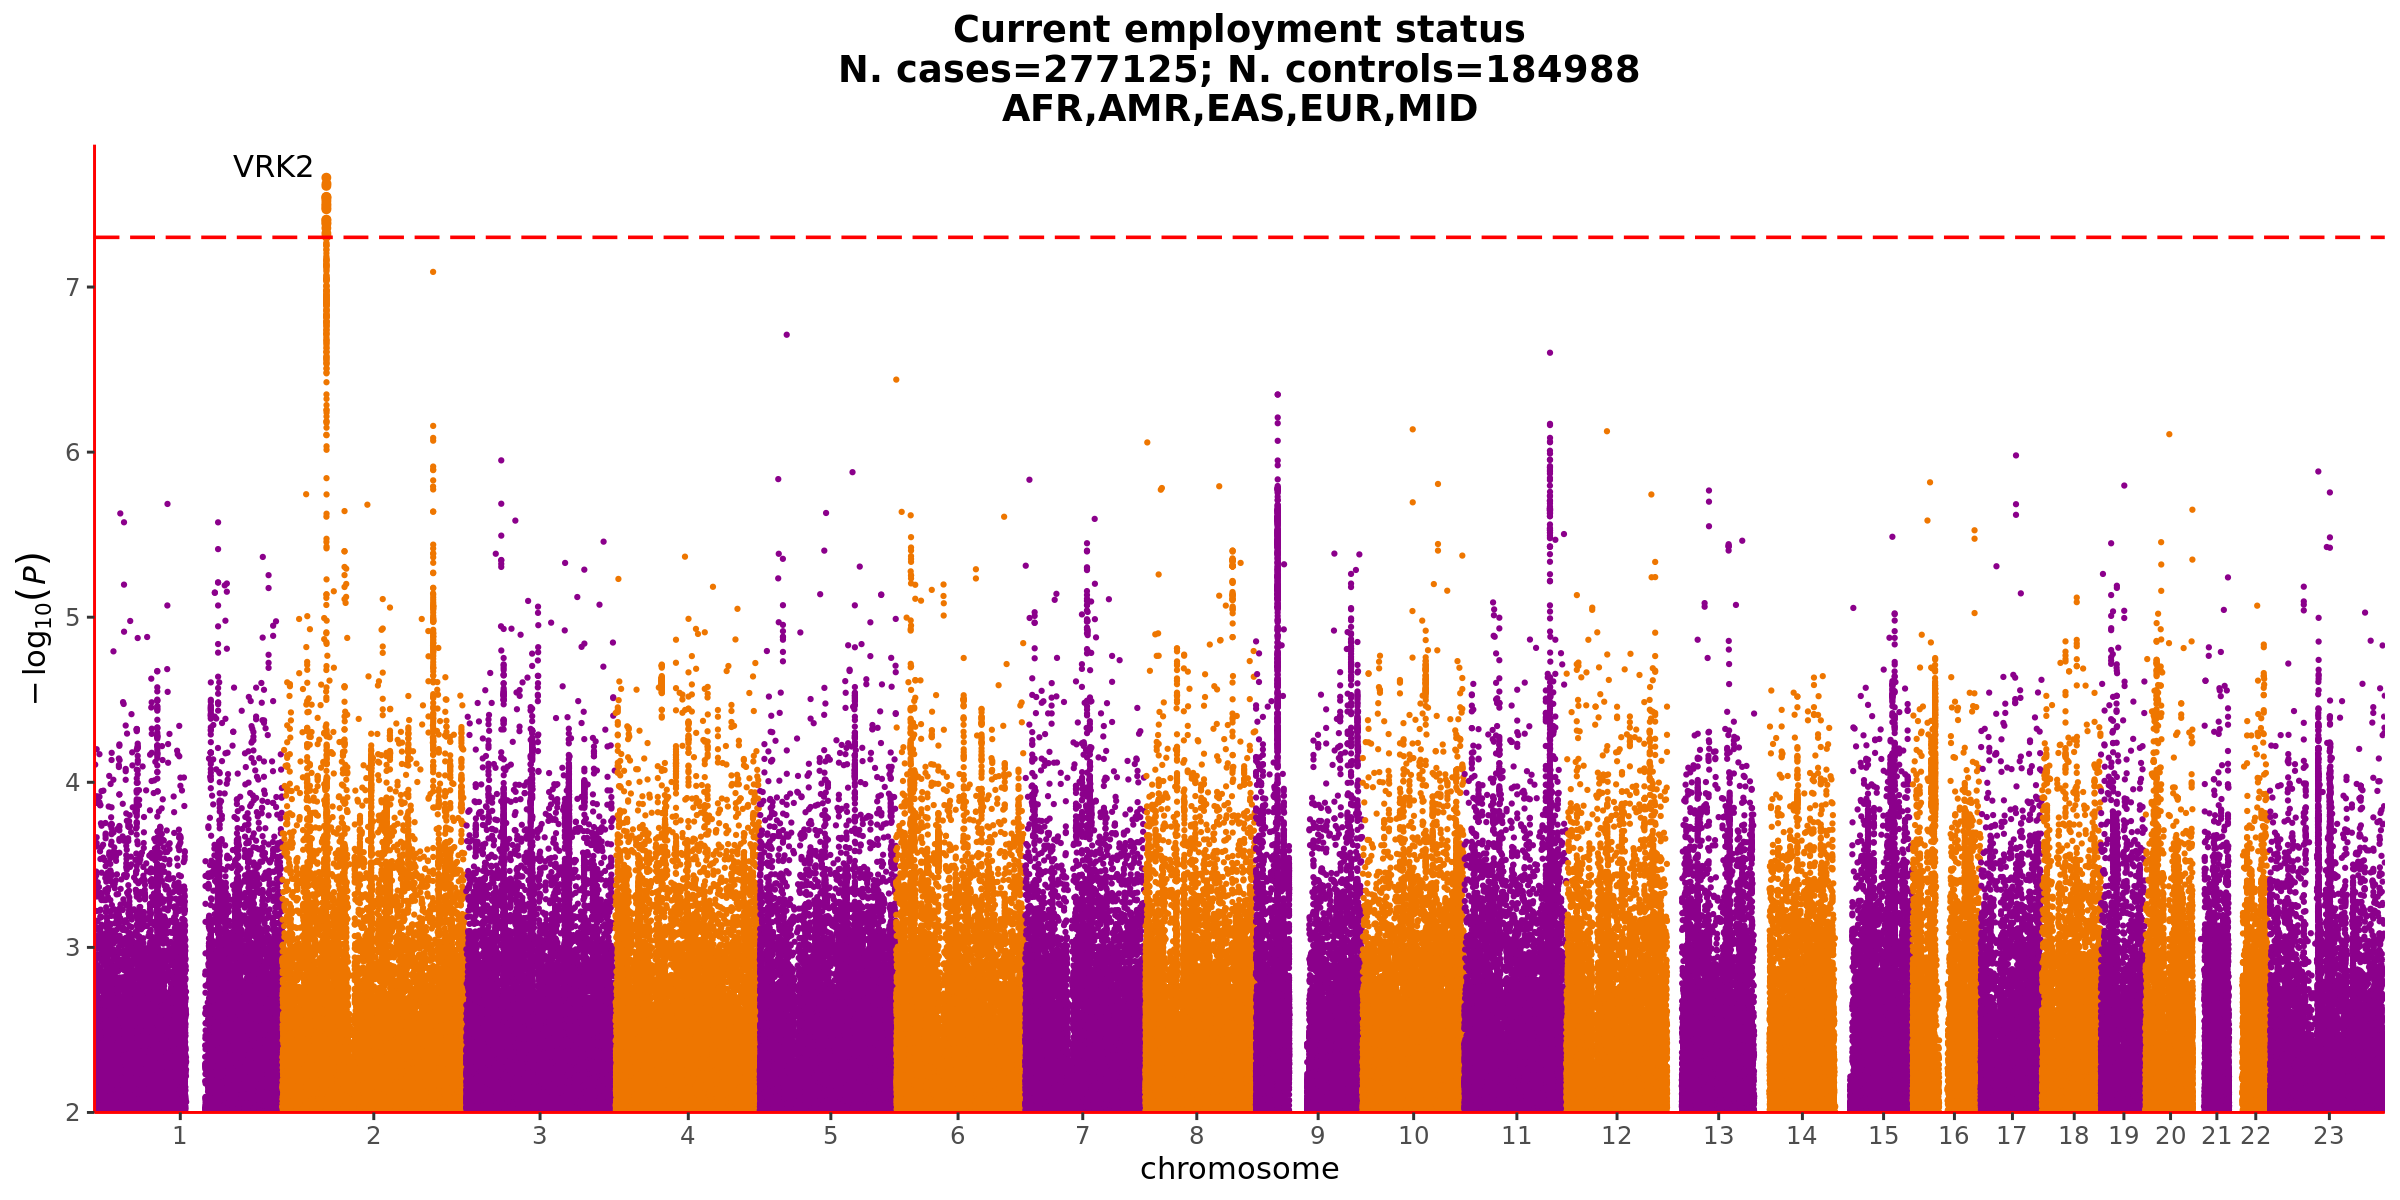 Current employment status
N. cases=277125; N. controls=184988
AFR,AMR,EAS,EUR,MID
VRK2
7
6
5
4
3
2
−log10(P)
1 2 3 4 5 6 7 8 9 10 11 12 13 14 15 16 17 18 19 20 21 22 23
chromosome